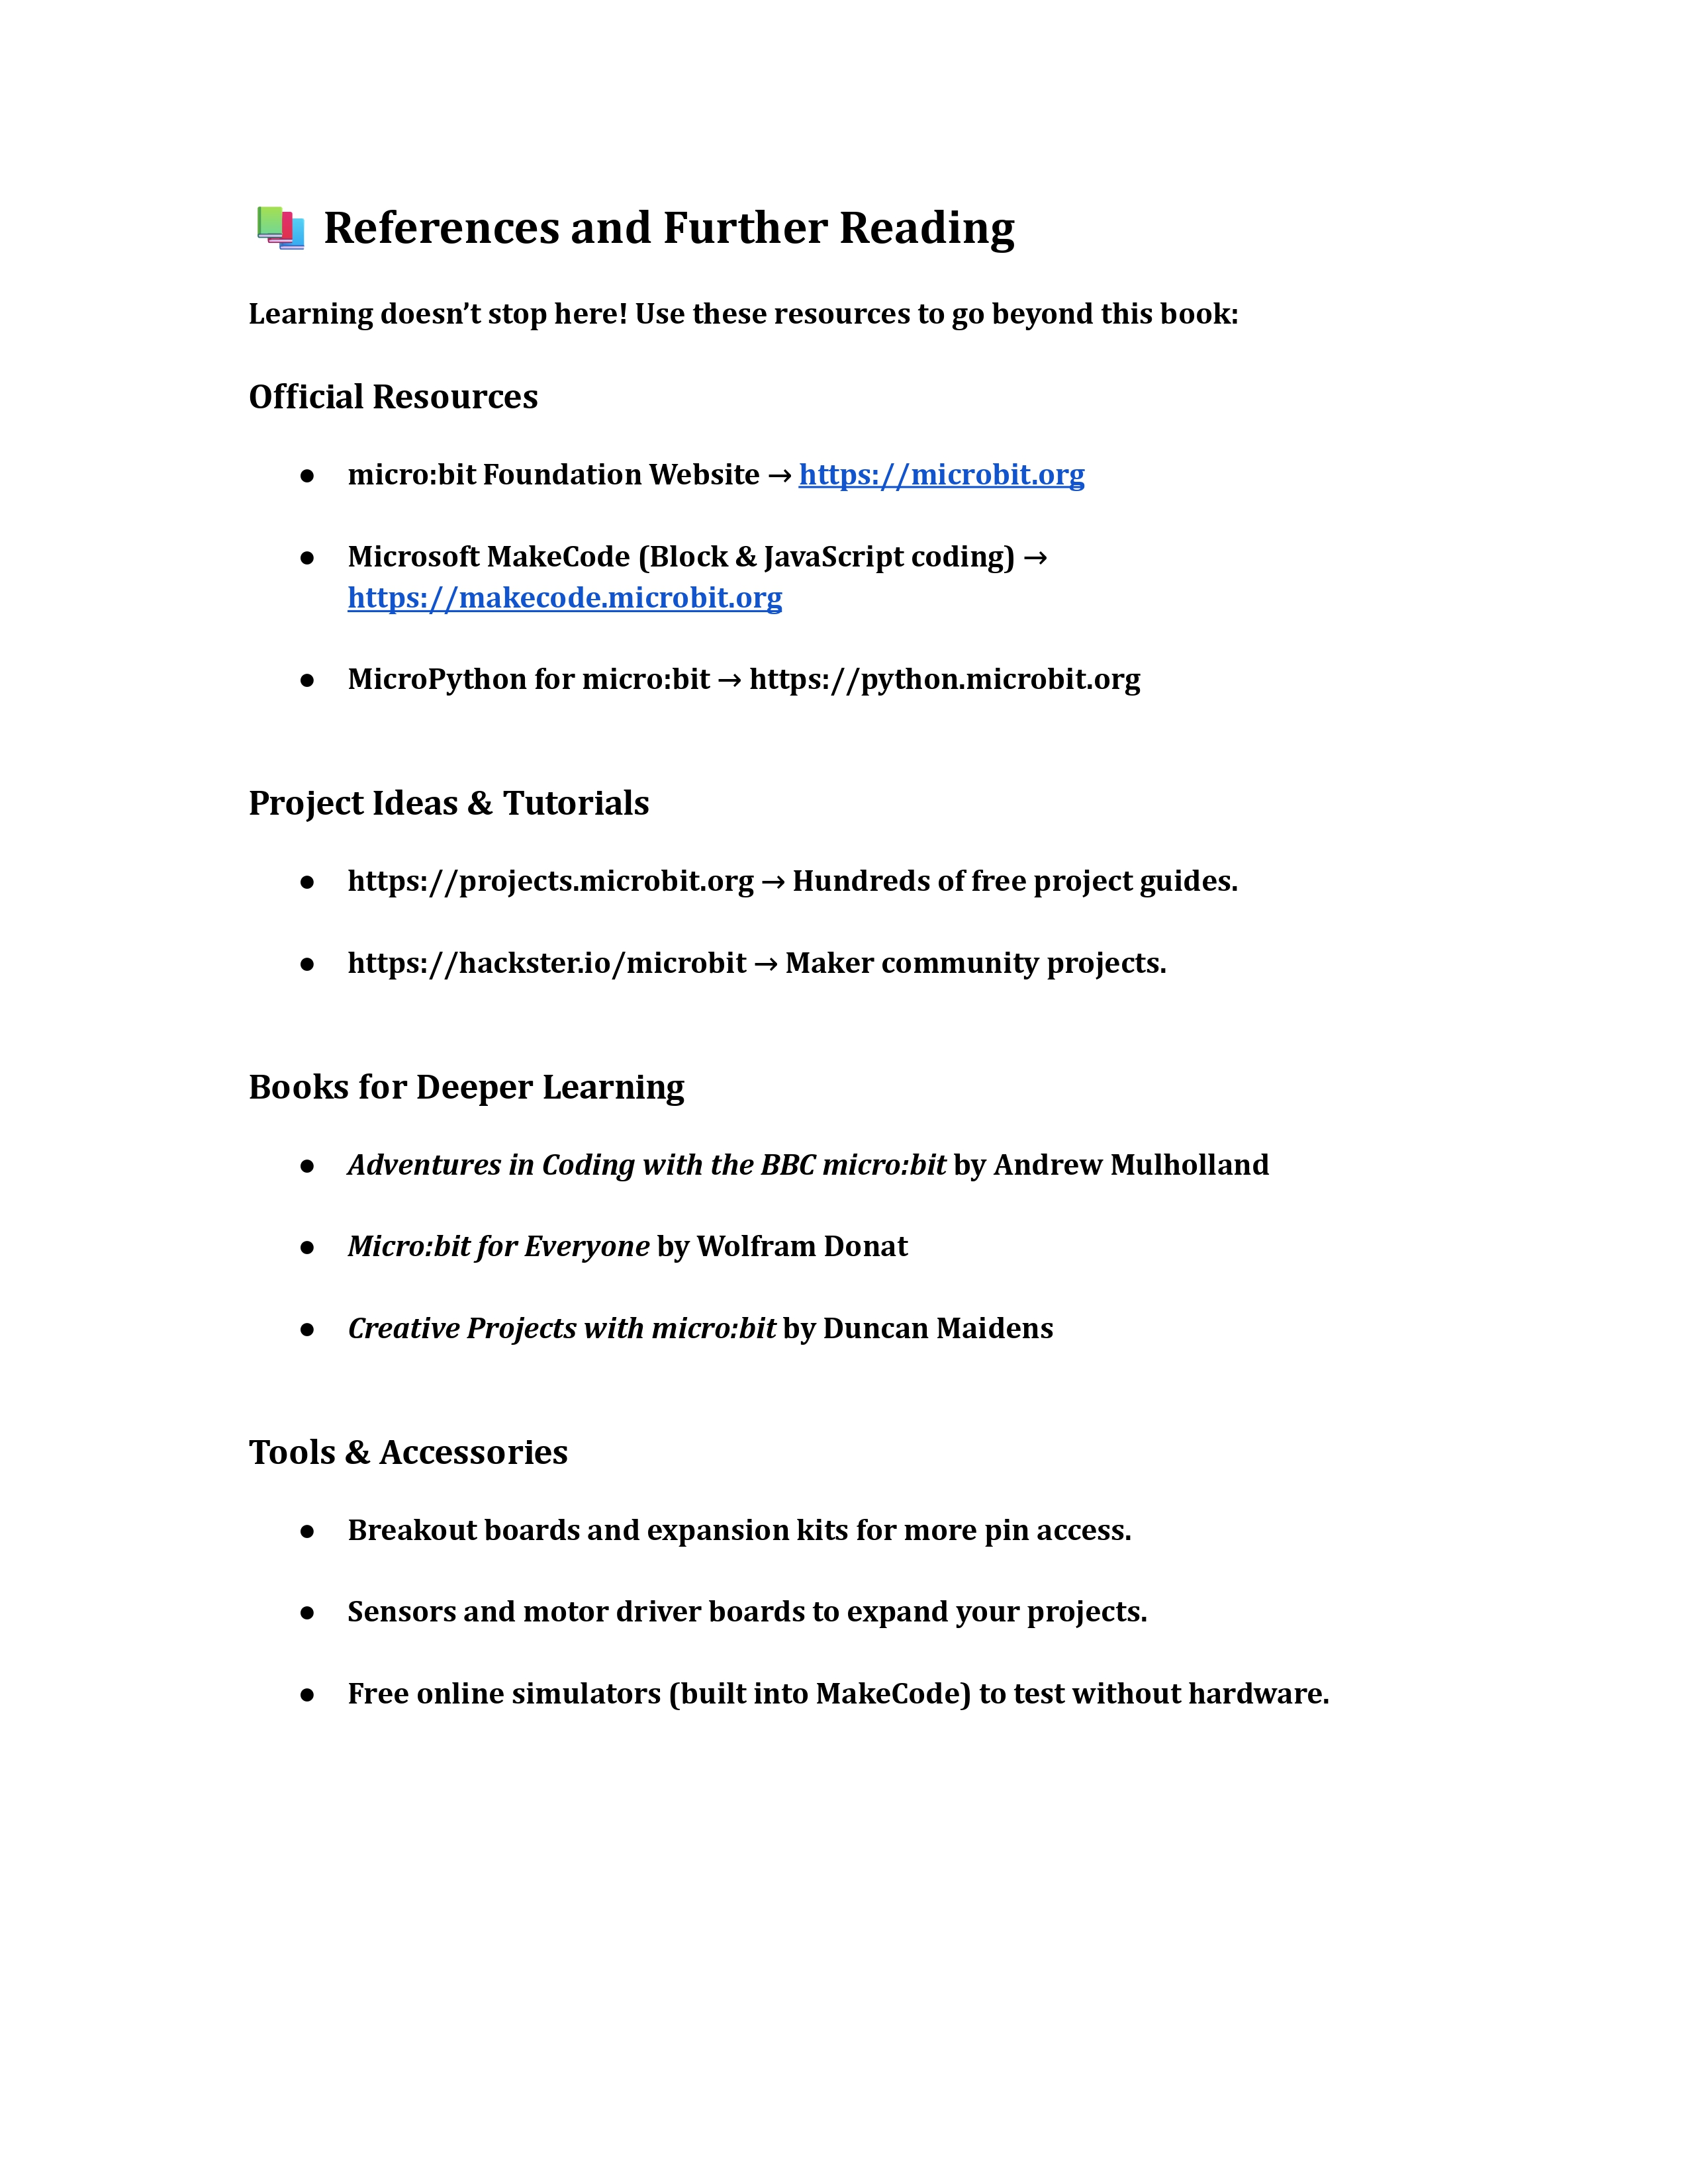 📚 References and Further Reading
Learning doesn’t stop here! Use these resources to go beyond this book:
Official Resources
● micro:bit Foundation Website → https://microbit.org
● Microsoft MakeCode (Block & JavaScript coding) →
https://makecode.microbit.org
● MicroPython for micro:bit → https://python.microbit.org
Project Ideas & Tutorials
● https://projects.microbit.org → Hundreds of free project guides.
● https://hackster.io/microbit → Maker community projects.
Books for Deeper Learning
● Adventures in Coding with the BBC micro:bit by Andrew Mulholland
● Micro:bit for Everyone by Wolfram Donat
● Creative Projects with micro:bit by Duncan Maidens
Tools & Accessories
● Breakout boards and expansion kits for more pin access.
● Sensors and motor driver boards to expand your projects.
● Free online simulators (built into MakeCode) to test without hardware.